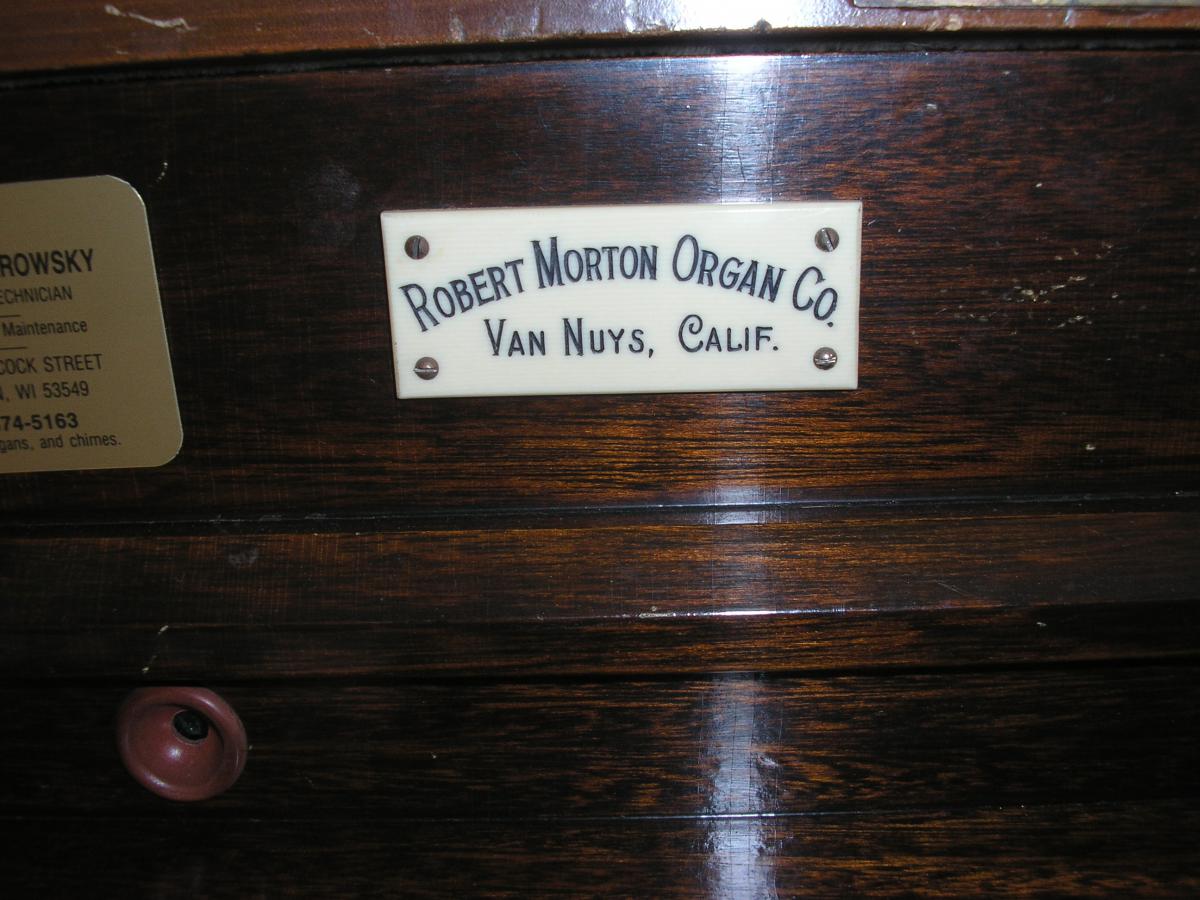 ROWSKY
ECHNICIAN
Maintenance
COCK STREET
, WI 53549
74-5163
gans, and chimes.
ROBERT MORTON ORGAN CO.
VAN NUYS, CALIF.